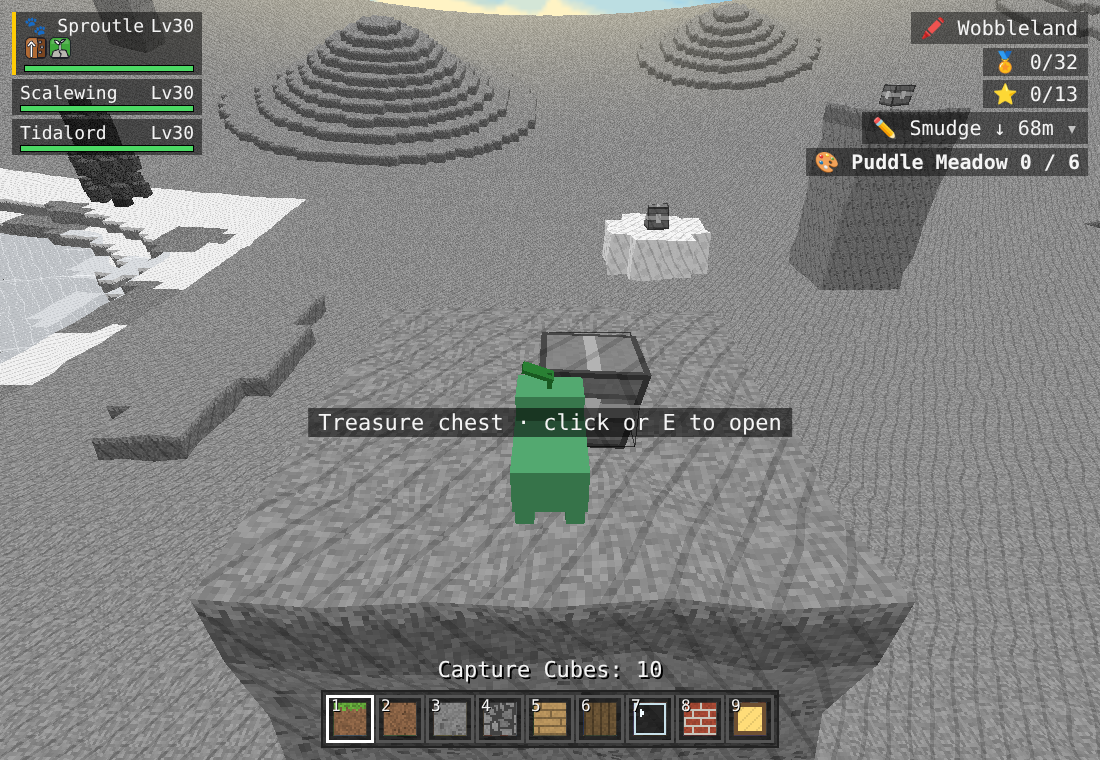 Sproutle Lv30
Scalewing Lv30
Tidalord Lv30
Wobbleland
0/32
0/13
Smudge ↓ 68m ▾
Puddle Meadow 0 / 6
Treasure chest · click or E to open
Capture Cubes: 10
1 2 3 4 5 6 7 8 9